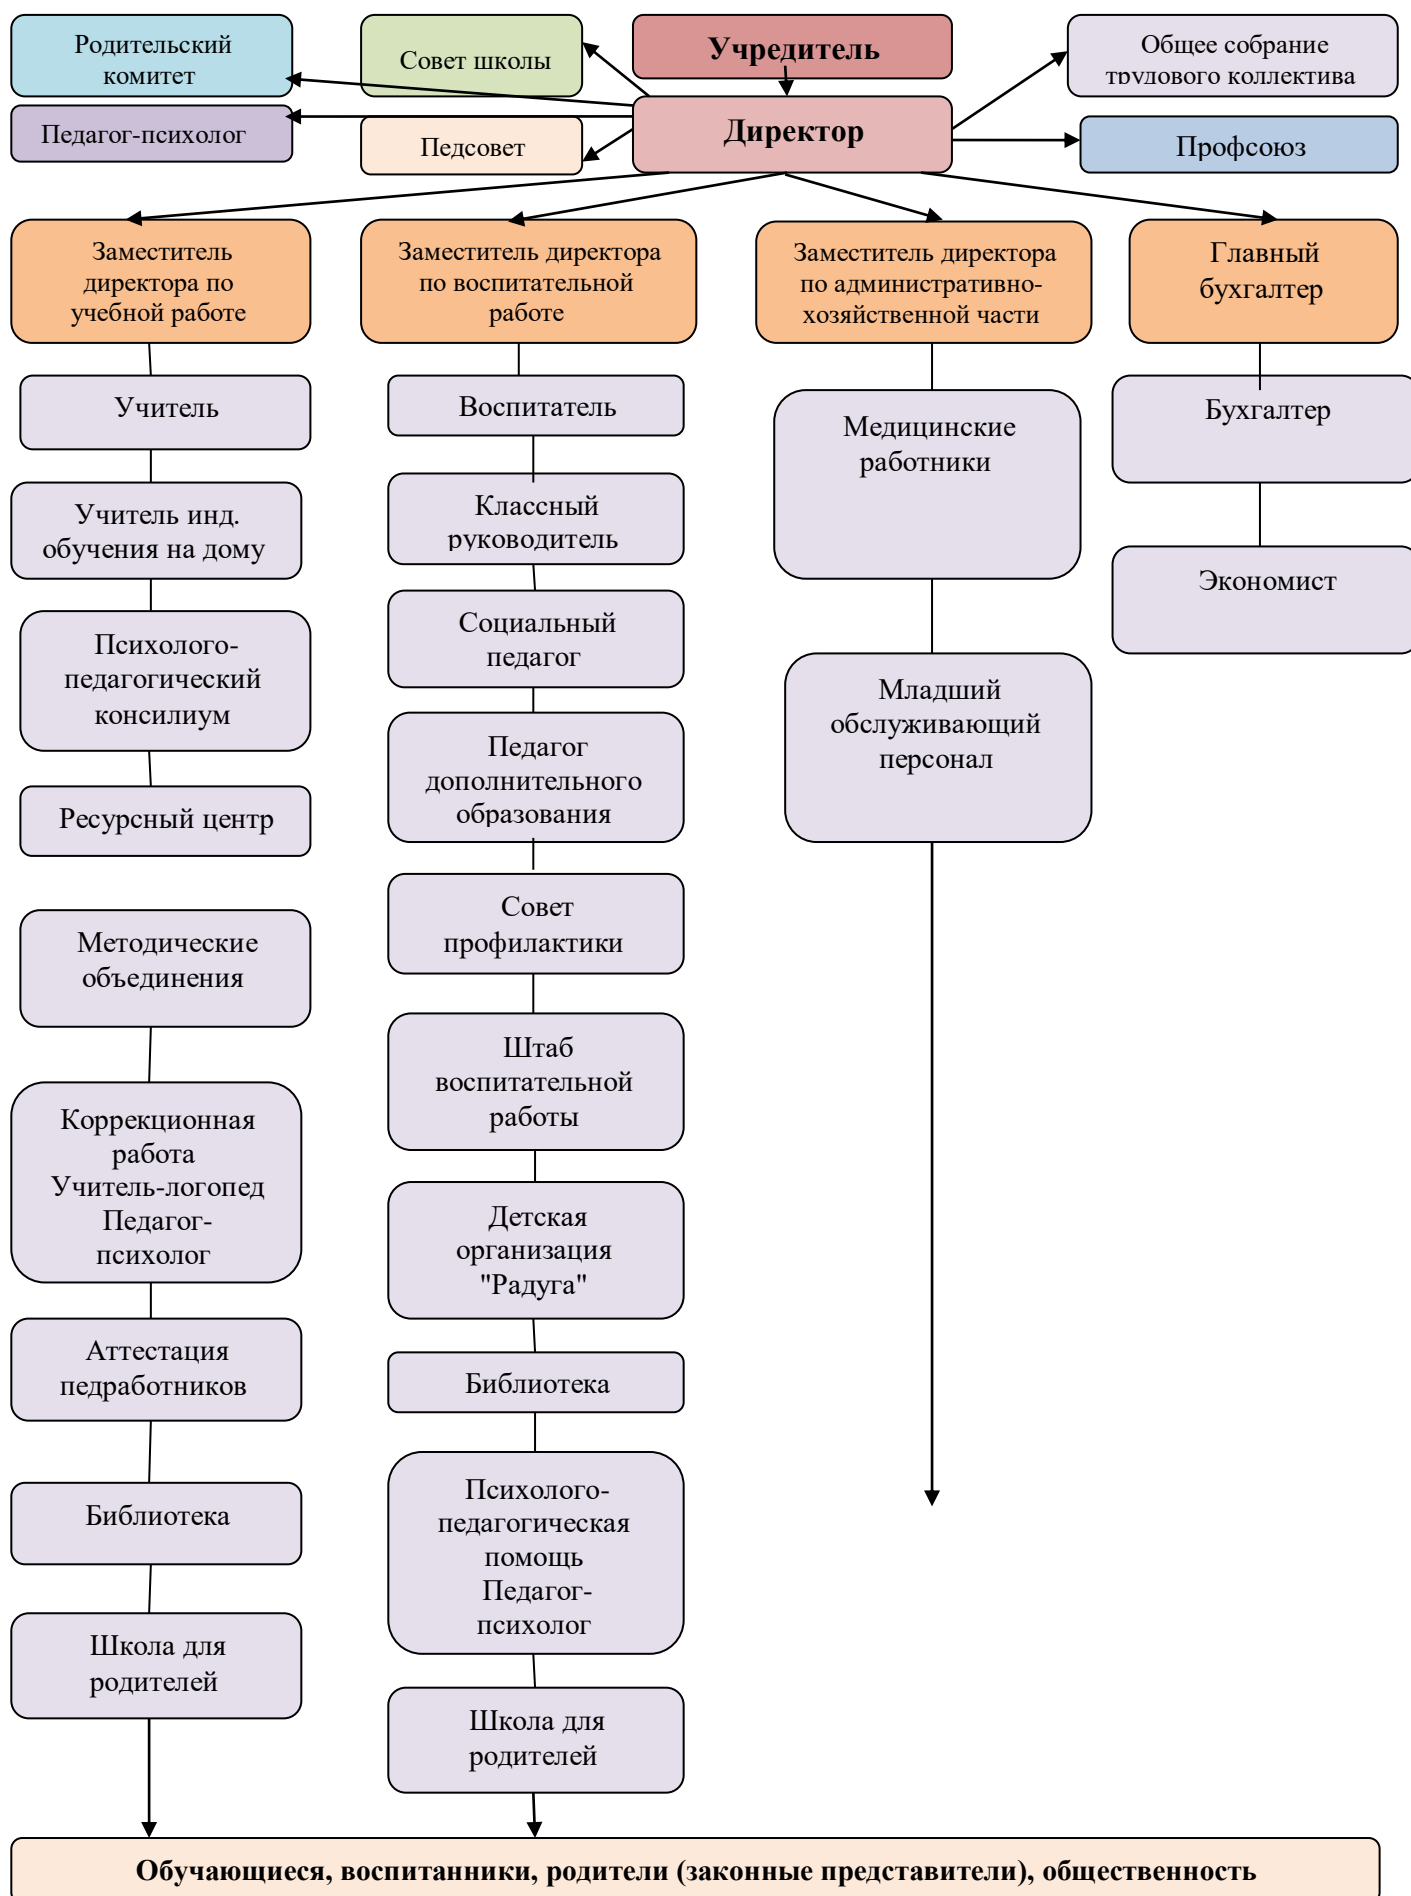 Родительский
комитет
Совет школы
Учредитель
Общее собрание
трудового коллектива
Педагог-психолог
Педсовет
Директор
Профсоюз
Заместитель
директора по
учебной работе
Заместитель директора
по воспитательной
работе
Заместитель директора
по административно-
хозяйственной части
Главный
бухгалтер
Учитель
Учитель инд.
обучения на дому
Психолого-
педагогический
консилиум
Ресурсный центр
Методические
объединения
Коррекционная
работа
Учитель-логопед
Педагог-
психолог
Аттестация
педработников
Библиотека
Школа для
родителей
Воспитатель
Классный
руководитель
Социальный
педагог
Педагог
дополнительного
образования
Совет
профилактики
Штаб
воспитательной
работы
Детская
организация
"Радуга"
Библиотека
Психолого-
педагогическая
помощь
Педагог-
психолог
Школа для
родителей
Медицинские
работники
Младший
обслуживающий
персонал
Бухгалтер
Экономист
Обучающиеся, воспитанники, родители (законные представители), общественность